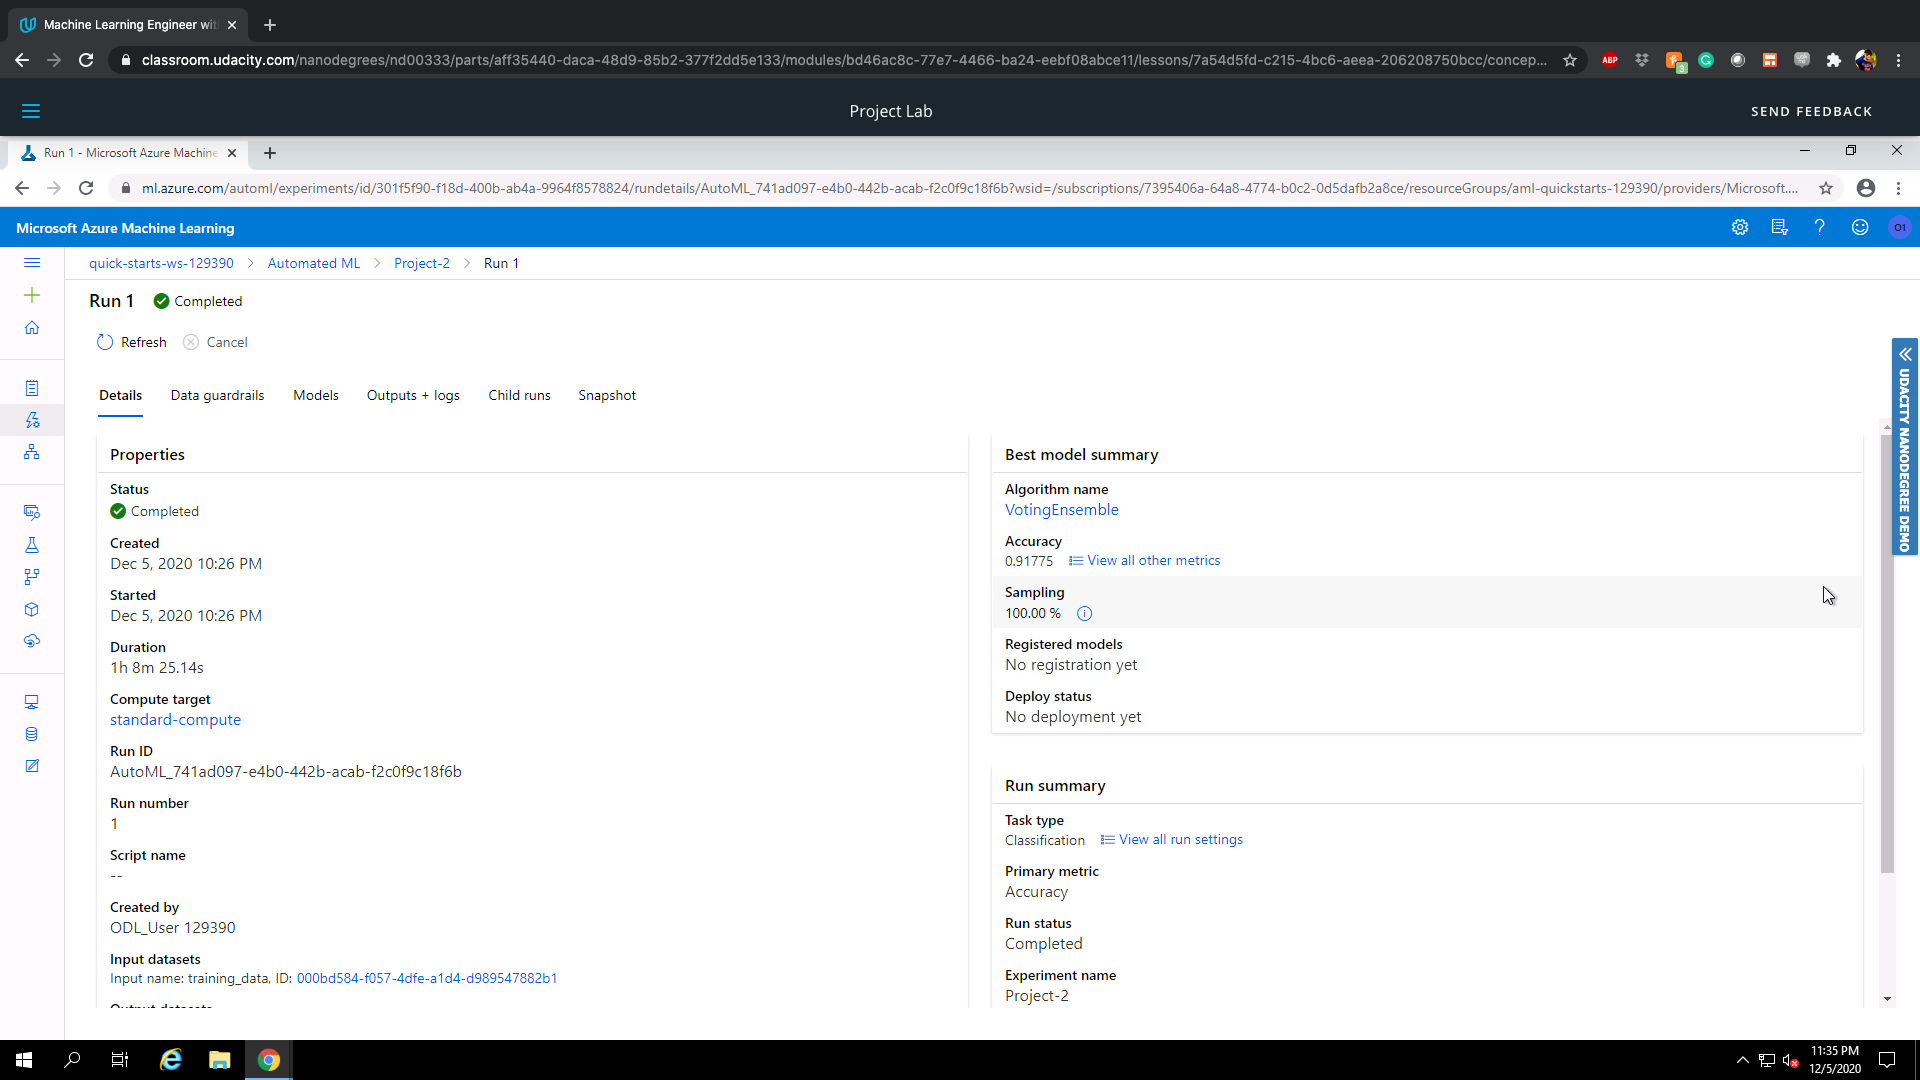 Machine Learning Engineer wit
classroom.udacity.com/nanodegrees/nd00333/parts/aff35440-daca-48d9-85b2-377f2dd5e133/modules/bd46ac8c-77e7-4466-ba24-eebf08abce11/lessons/7a54d5fd-c215-4bc6-aeea-206208750bcc/concep...
ABP
3
Project Lab
SEND FEEDBACK
Run 1 - Microsoft Azure Machine
ml.azure.com/automl/experiments/id/301f5f90-f18d-400b-ab4a-9964f8578824/rundetails/AutoML_741ad097-e4b0-442b-acab-f2c0f9c18f6b?wsid=/subscriptions/7395406a-64a8-4774-b0c2-0d5dafb2a8ce/resourceGroups/aml-quickstarts-129390/providers/Microsoft....
Microsoft Azure Machine Learning
O1
quick-starts-ws-129390 > Automated ML > Project-2 > Run 1
Run 1 Completed
Refresh Cancel
Details Data guardrails Models Outputs + logs Child runs Snapshot
UDACITY NANODEGREE DEMO
Properties
Status
Completed
Created
Dec 5, 2020 10:26 PM
Started
Dec 5, 2020 10:26 PM
Duration
1h 8m 25.14s
Compute target
standard-compute
Run ID
AutoML_741ad097-e4b0-442b-acab-f2c0f9c18f6b
Run number
1
Script name
--
Created by
ODL_User 129390
Input datasets
Input name: training_data, ID: 000bd584-f057-4dfe-a1d4-d989547882b1
Best model summary
Algorithm name
VotingEnsemble
Accuracy
0.91775 View all other metrics
Sampling
100.00 %
Registered models
No registration yet
Deploy status
No deployment yet
Run summary
Task type
Classification View all run settings
Primary metric
Accuracy
Run status
Completed
Experiment name
Project-2
11:35 PM
12/5/2020